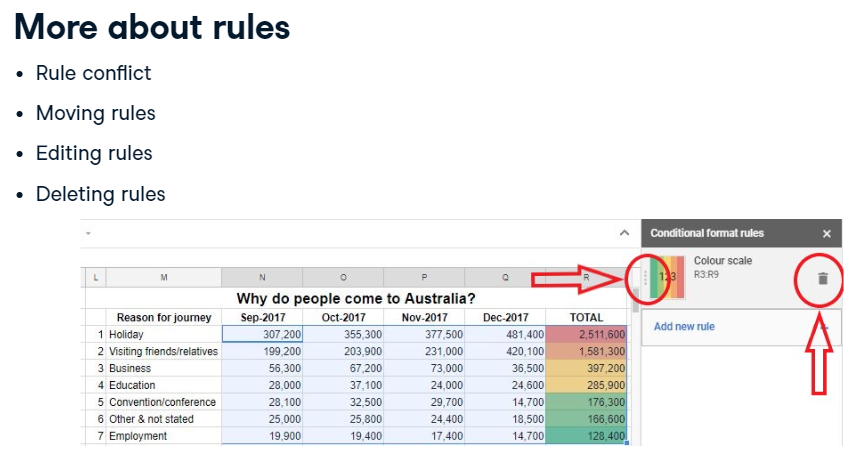 More about rules
• Rule conflict
• Moving rules
• Editing rules
• Deleting rules
Conditional format rules ×
123 Colour scale
R3:R9
Add new rule
L M N O P Q R
Why do people come to Australia?
Reason for journey Sep-2017 Oct-2017 Nov-2017 Dec-2017 TOTAL
1 Holiday 307,200 355,300 377,500 481,400 2,511,600
2 Visiting friends/relatives 199,200 203,900 231,000 420,100 1,581,300
3 Business 56,300 67,200 73,000 36,500 397,200
4 Education 28,000 37,100 24,000 24,600 285,900
5 Convention/conference 28,100 32,500 29,700 14,700 176,300
6 Other & not stated 25,000 25,800 24,400 18,500 166,600
7 Employment 19,900 19,400 17,400 14,700 128,400